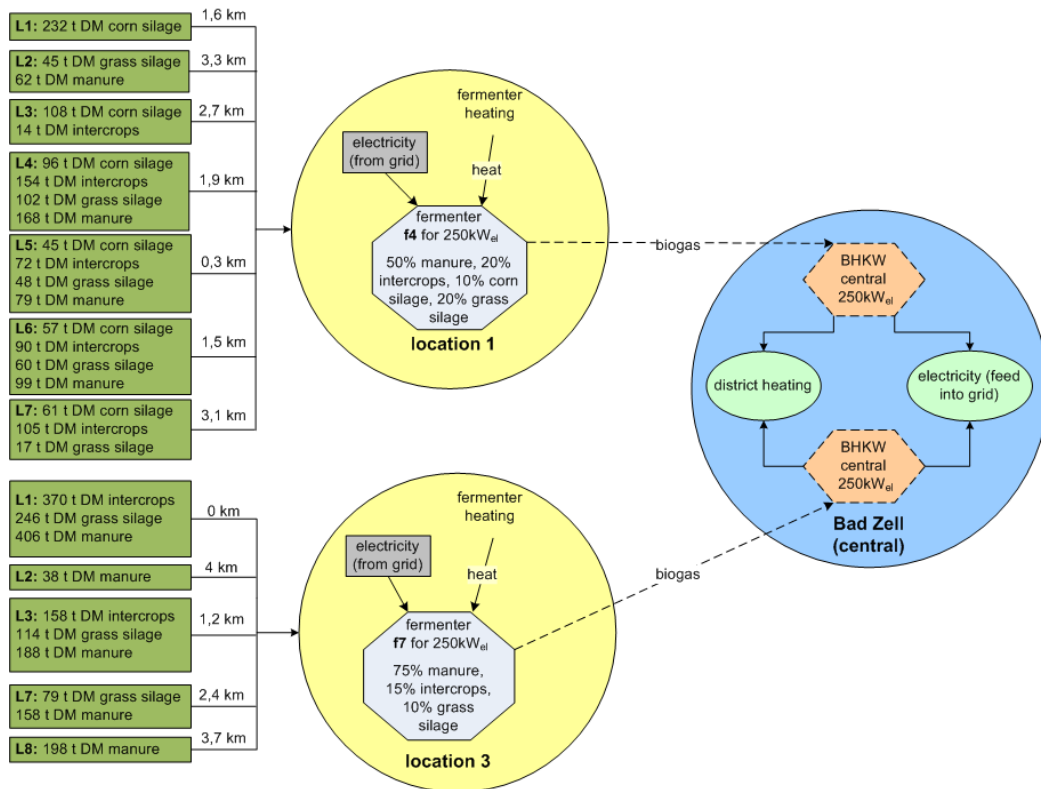 L1: 232 t DM corn silage
1,6 km
L2: 45 t DM grass silage
62 t DM manure
3,3 km
L3: 108 t DM corn silage
14 t DM intercrops
2,7 km
L4: 96 t DM corn silage
154 t DM intercrops
102 t DM grass silage
168 t DM manure
1,9 km
L5: 45 t DM corn silage
72 t DM intercrops
48 t DM grass silage
79 t DM manure
0,3 km
L6: 57 t DM corn silage
90 t DM intercrops
60 t DM grass silage
99 t DM manure
1,5 km
L7: 61 t DM corn silage
105 t DM intercrops
17 t DM grass silage
3,1 km
fermenter
heating
electricity
(from grid)
heat
fermenter
f4 for 250kWel
50% manure, 20%
intercrops, 10% corn
silage, 20% grass
silage
location 1
biogas
L1: 370 t DM intercrops
246 t DM grass silage
406 t DM manure
0 km
L2: 38 t DM manure
4 km
L3: 158 t DM intercrops
114 t DM grass silage
188 t DM manure
1,2 km
L7: 79 t DM grass silage
158 t DM manure
2,4 km
L8: 198 t DM manure
3,7 km
fermenter
heating
electricity
(from grid)
heat
fermenter
f7 for 250kWel
75% manure,
15% intercrops,
10% grass
silage
location 3
biogas
BHKW
central
250kWel
district heating
electricity (feed
into grid)
BHKW
central
250kWel
Bad Zell
(central)